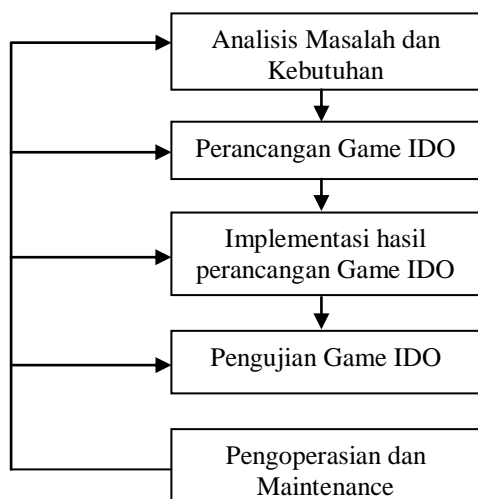 Analisis Masalah dan
Kebutuhan
Perancangan Game IDO
Implementasi hasil
perancangan Game IDO
Pengujian Game IDO
Pengoperasian dan
Maintenance